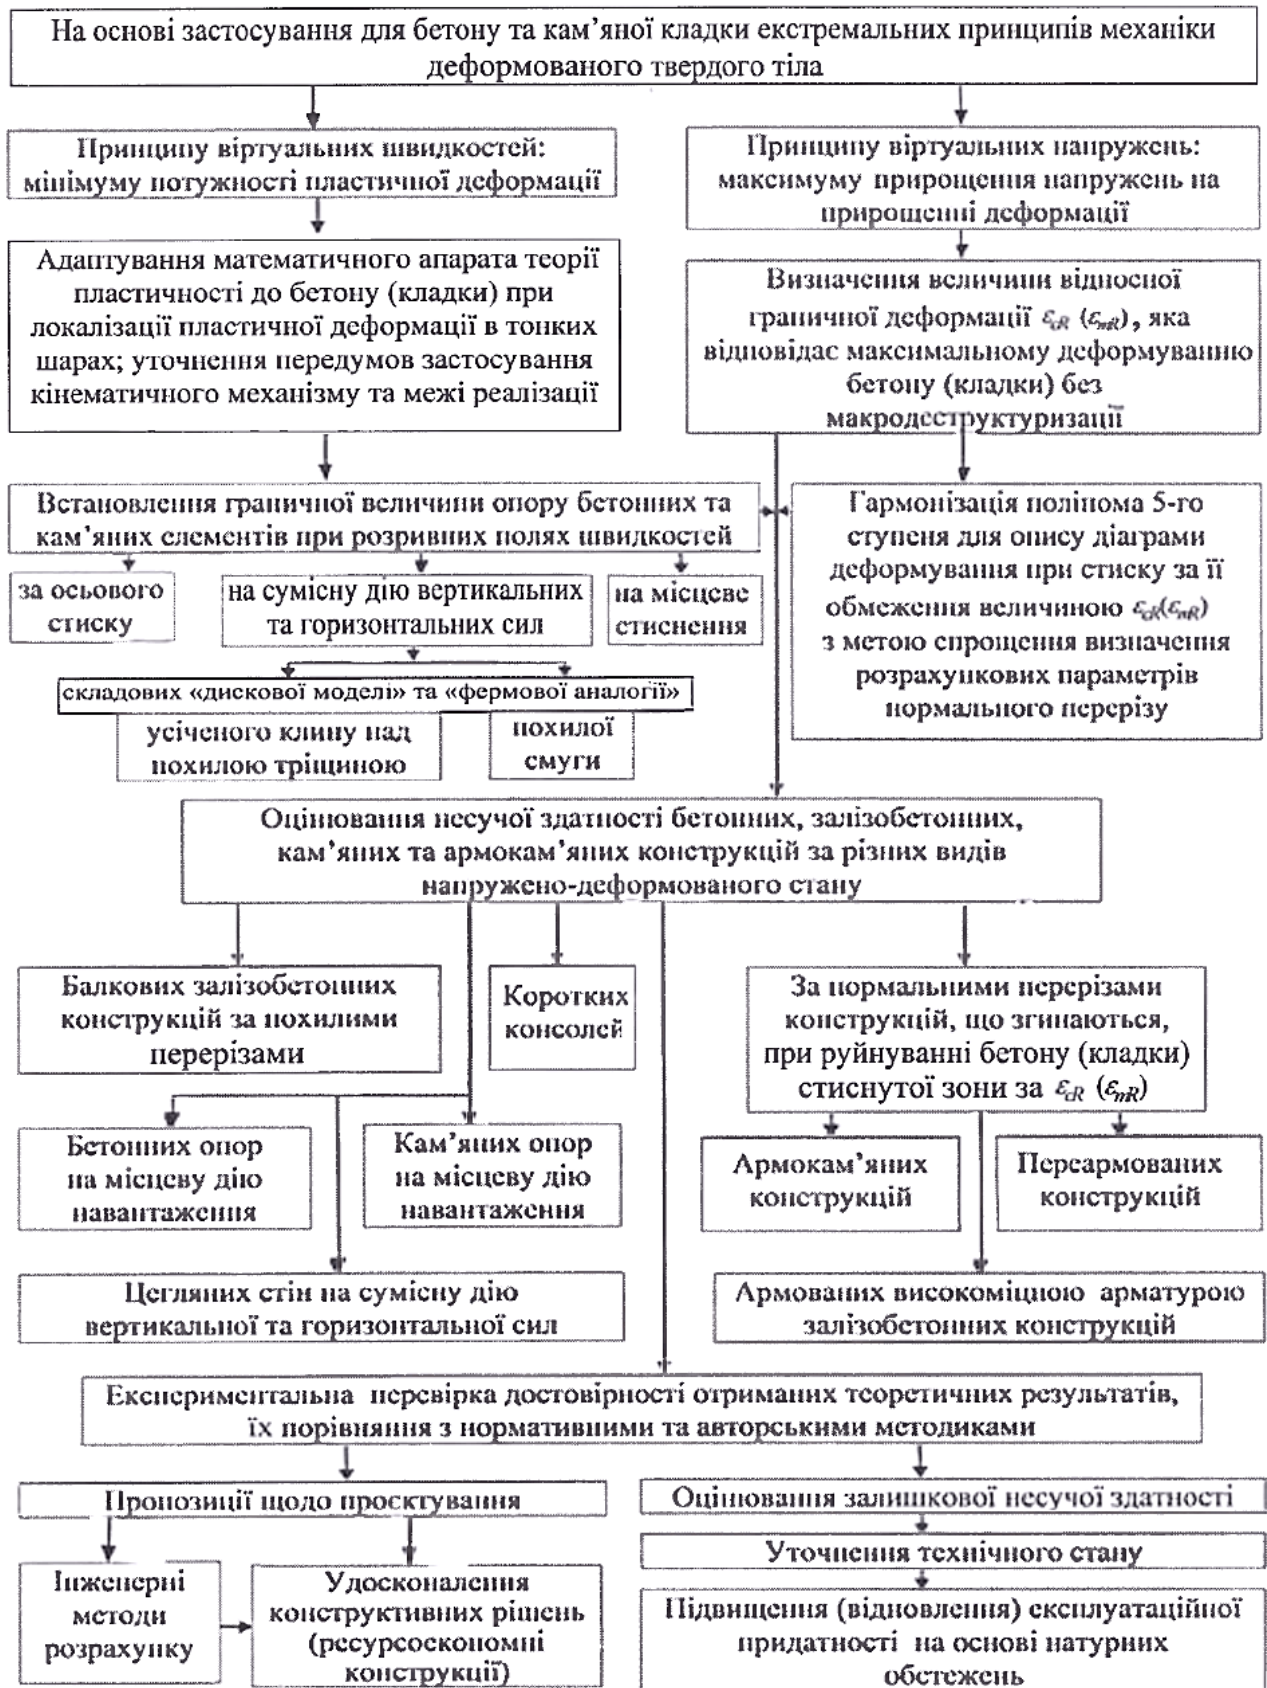 На основі застосування для бетону та кам’яної кладки екстремальних принципів механіки
деформованого твердого тіла
Принципу віртуальних швидкостей:
мінімуму потужності пластичної деформації
Принципу віртуальних напружень:
максимуму прирощення напружень на
прирощенні деформації
Адаптування математичного апарата теорії
пластичності до бетону (кладки) при
локалізації пластичної деформації в тонких
шарах; уточнення передумов застосування
кінематичного механізму та межі реалізації
Визначення величини відносної
граничної деформації εcR (εmR), яка
відповідає максимальному деформуванню
бетону (кладки) без
макродеструктуризації
Встановлення граничної величини опору бетонних та
кам’яних елементів при розривних полях швидкостей
за осьового
стиску
на сумісну дію вертикальних
та горизонтальних сил
на місцеве
стиснення
Гармонізація поліпома 5-го
ступеня для опису діаграми
деформування при стиску за її
обмеження величиною εcR(εmR)
з метою спрощення визначення
розрахункових параметрів
нормального перерізу
складових «дискової моделі» та «фермової аналогії»
усіченого клину над
похилою тріщиною
похилої
смуги
Оцінювання несучої здатності бетонних, залізобетонних,
кам’яних та армокам’яних конструкцій за різних видів
напружено-деформованого стану
Балкових залізобетонних
конструкцій за похилими
перерізами
Коротких
консолей
За нормальними перерізами
конструкцій, що згинаються,
при руйнуванні бетону (кладки)
стиснутої зони за εcR (εmR)
Бетонних опор
на місцеву дію
навантаження
Кам’яних опор
на місцеву дію
навантаження
Армокам’яних
конструкцій
Переармованих
конструкцій
Цегляних стін на сумісну дію
вертикальної та горизонтальної сил
Армованих високоміцною арматурою
залізобетонних конструкцій
Експериментальна перевірка достовірності отриманих теоретичних результатів,
їх порівняння з нормативними та авторськими методиками
Пропозиції щодо проєктування
Оцінювання залишкової несучої здатності
Уточнення технічного стану
Інженерні
методи
розрахунку
Удосконалення
конструктивних рішень
(ресурсоекономні
конструкції)
Підвищення (відновлення) експлуатаційної
придатності на основі натурних
обстежень